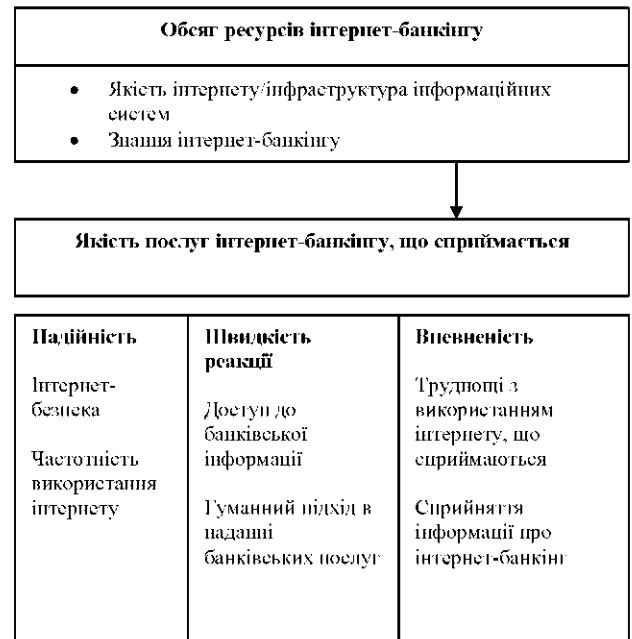 Обсяг ресурсів інтернет-банкінгу
• Якість інтернету/інфраструктура інформаційних
систем
• Знання інтернет-банкінгу
Якість послуг інтернет-банкінгу, що сприймається
Надійність
Інтернет-
безпека
Частотність
використання
інтернету
Швидкість
реакції
Доступ до
банківської
інформації
Гуманний підхід в
наданні
банківських послуг
Впевненість
Труднощі з
використанням
інтернету, що
сприймаються
Сприйняття
інформації про
інтернет-банкінг